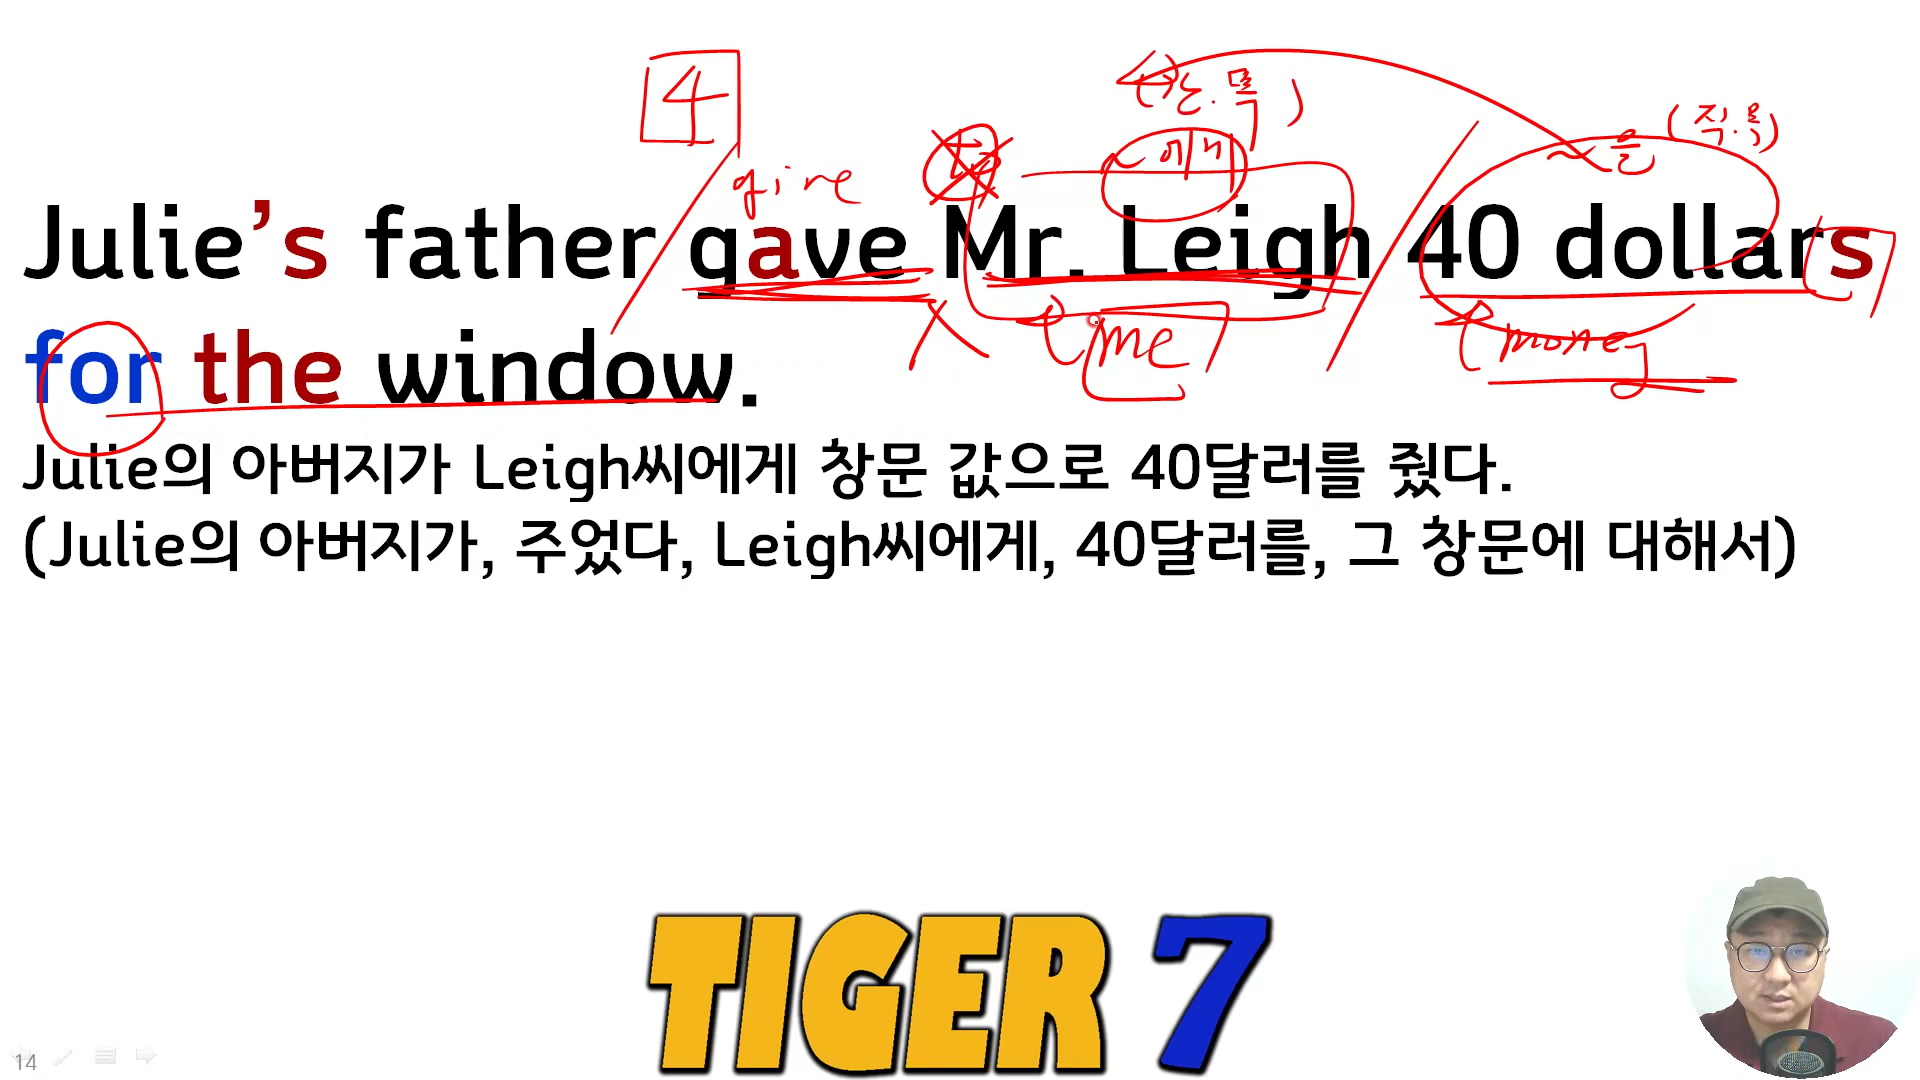 4
(간.목)
(직.목)
give
~에게
~을
Julie’s father gave Mr. Leigh 40 dollars
me
money
for the window.
Julie의 아버지가 Leigh씨에게 창문 값으로 40달러를 줬다.
(Julie의 아버지가, 주었다, Leigh씨에게, 40달러를, 그 창문에 대해서)
TIGER 7
14